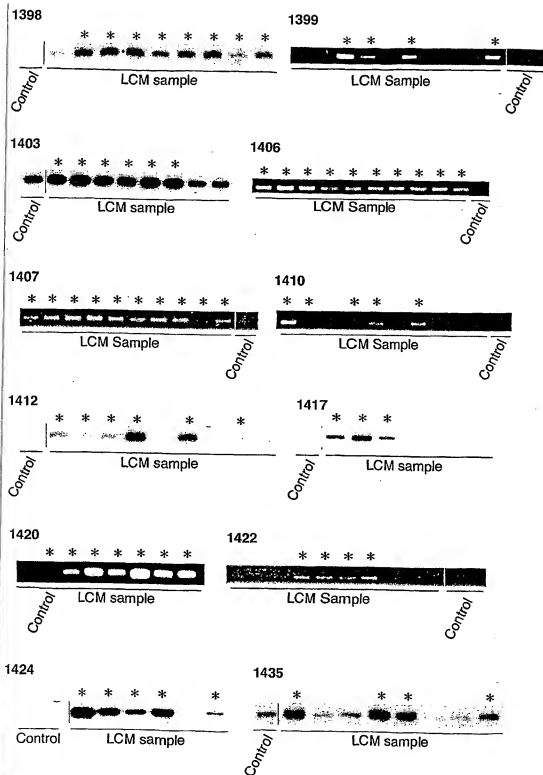 1398 1399
* * * * * * * * * * * *
Control LCM sample Control LCM Sample Control
1403 1406
* * * * * * * * * * * * * * * *
Control LCM sample LCM Sample Control
1407 1410
* * * * * * * * * * * * * * *
LCM Sample Control LCM Sample Control
1412 1417
* * * * * * * * *
Control LCM sample Control LCM sample
1420 1422
* * * * * * * * * * *
Control LCM sample LCM Sample Control
1424 1435
* * * * * * * * *
Control LCM sample Control LCM sample